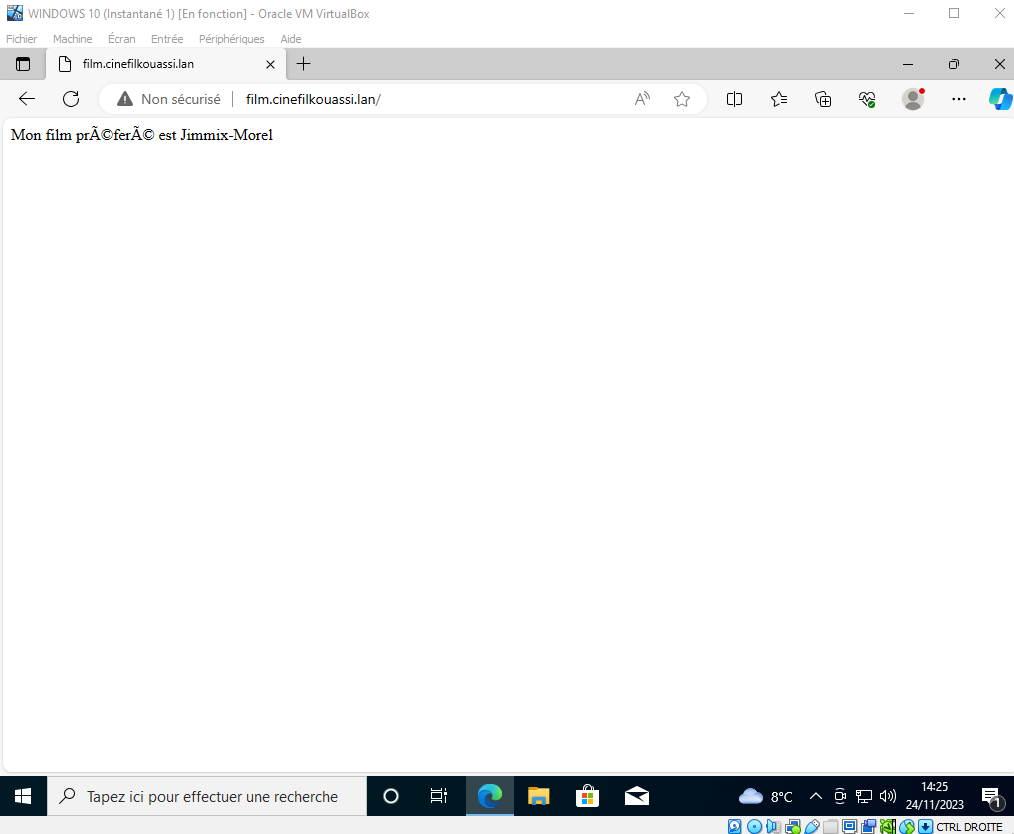 WINDOWS 10 (Instantané 1) [En fonction] - Oracle VM VirtualBox
Fichier Machine Écran Entrée Périphériques Aide
film.cinefilkouassi.lan
Non sécurisé film.cinefilkouassi.lan/
Mon film prÃ©ferÃ© est Jimmix-Morel
Tapez ici pour effectuer une recherche
8°C
14:25
24/11/2023
1
CTRL DROITE